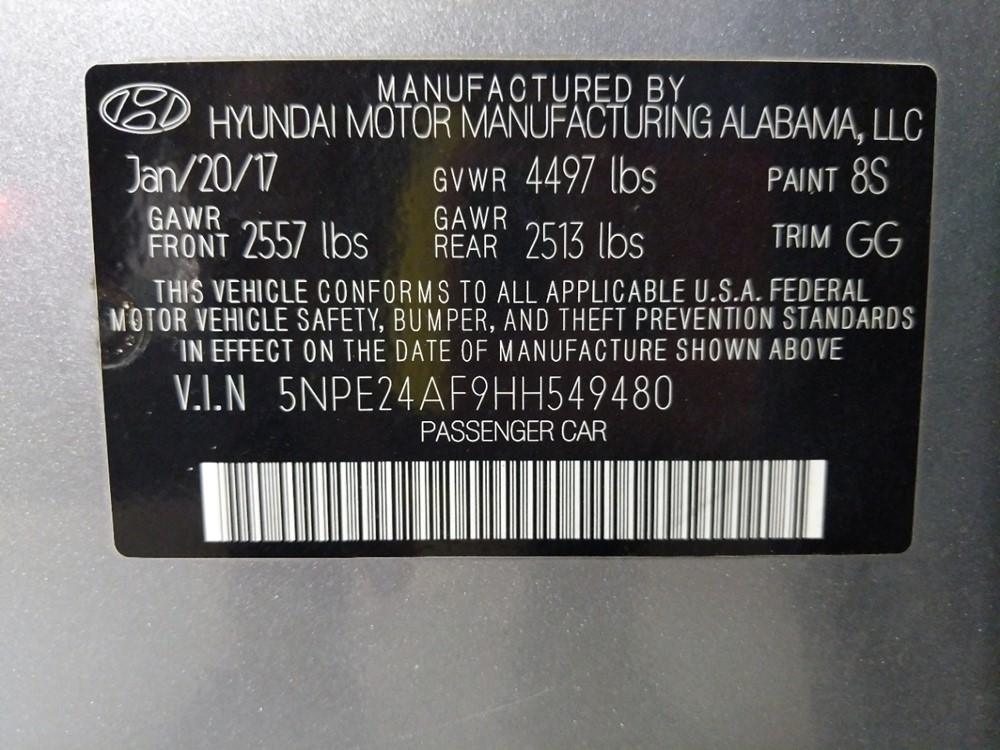 MANUFACTURED BY
HYUNDAI MOTOR MANUFACTURING ALABAMA, LLC
Jan/20/17 GVWR 4497 lbs PAINT 8S
GAWR FRONT 2557 lbs GAWR REAR 2513 lbs TRIM GG
THIS VEHICLE CONFORMS TO ALL APPLICABLE U.S.A. FEDERAL
MOTOR VEHICLE SAFETY, BUMPER, AND THEFT PREVENTION STANDARDS
IN EFFECT ON THE DATE OF MANUFACTURE SHOWN ABOVE
V.I.N 5NPE24AF9HH549480
PASSENGER CAR